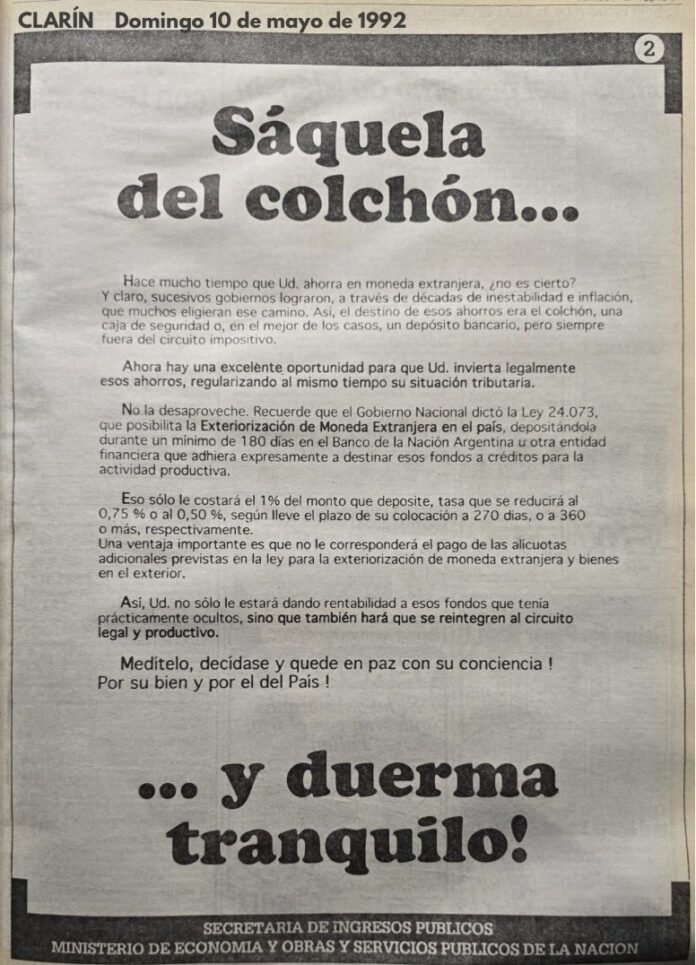 CLARÍN Domingo 10 de mayo de 1992
2
Sáquela
del colchón...
Hace mucho tiempo que Ud. ahorra en moneda extranjera, ¿no es cierto?
Y claro, sucesivos gobiernos lograron, a través de décadas de inestabilidad e inflación,
que muchos eligieran ese camino. Así, el destino de esos ahorros era el colchón, una
caja de seguridad o, en el mejor de los casos, un depósito bancario, pero siempre
fuera del circuito impositivo.
Ahora hay una excelente oportunidad para que Ud. invierta legalmente
esos ahorros, regularizando al mismo tiempo su situación tributaria.
No la desaproveche. Recuerde que el Gobierno Nacional dictó la Ley 24.073,
que posibilita la Exteriorización de Moneda Extranjera en el país, depositándola
durante un mínimo de 180 días en el Banco de la Nación Argentina u otra entidad
financiera que adhiera expresamente a destinar esos fondos a créditos para la
actividad productiva.
Eso sólo le costará el 1% del monto que deposite, tasa que se reducirá al
0,75 % o al 0,50 %, según lleve el plazo de su colocación a 270 días, o a 360
o más, respectivamente.
Una ventaja importante es que no le corresponderá el pago de las alícuotas
adicionales previstas en la ley para la exteriorización de moneda extranjera y bienes
en el exterior.
Así, Ud. no sólo le estará dando rentabilidad a esos fondos que tenía
prácticamente ocultos, sino que también hará que se reintegren al circuito
legal y productivo.
Medítelo, decídase y quede en paz con su conciencia !
Por su bien y por el del País !
... y duerma
tranquilo!
SECRETARIA DE INGRESOS PUBLICOS
MINISTERIO DE ECONOMIA Y OBRAS Y SERVICIOS PUBLICOS DE LA NACION